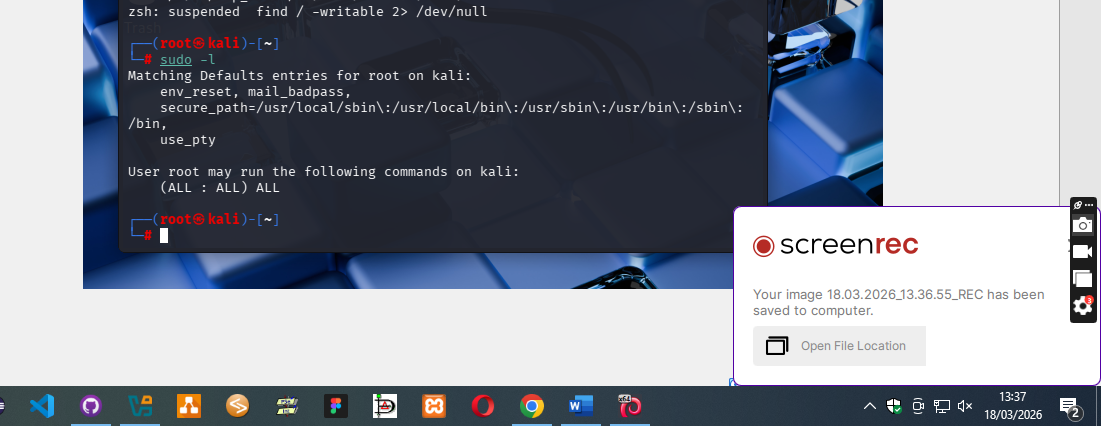 zsh: suspended  find / -writable 2> /dev/null
┌──(root㉿kali)-[~]
└─# sudo -l
Matching Defaults entries for root on kali:
    env_reset, mail_badpass,
    secure_path=/usr/local/sbin\:/usr/local/bin\:/usr/sbin\:/usr/bin\:/sbin\:
/bin,
    use_pty
User root may run the following commands on kali:
    (ALL : ALL) ALL
┌──(root㉿kali)-[~]
└─#
screenrec
Your image 18.03.2026_13.36.55_REC has been
saved to computer.
Open File Location
3
x64
13:37
18/03/2026
2